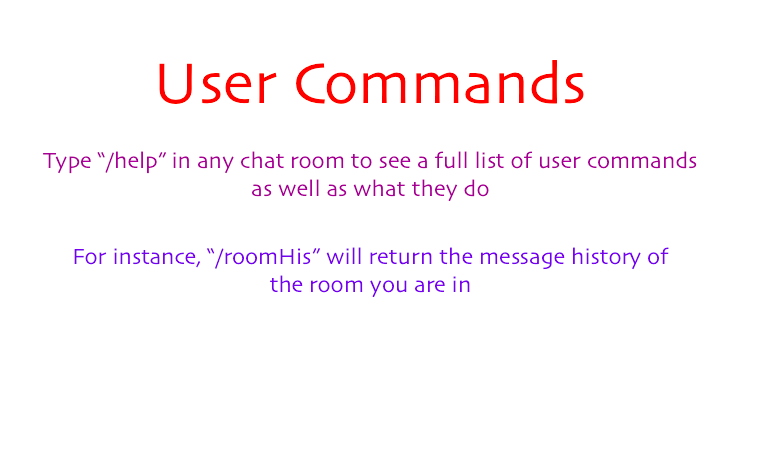 User Commands
Type “/help” in any chat room to see a full list of user commands
as well as what they do
For instance, “/roomHis” will return the message history of
the room you are in